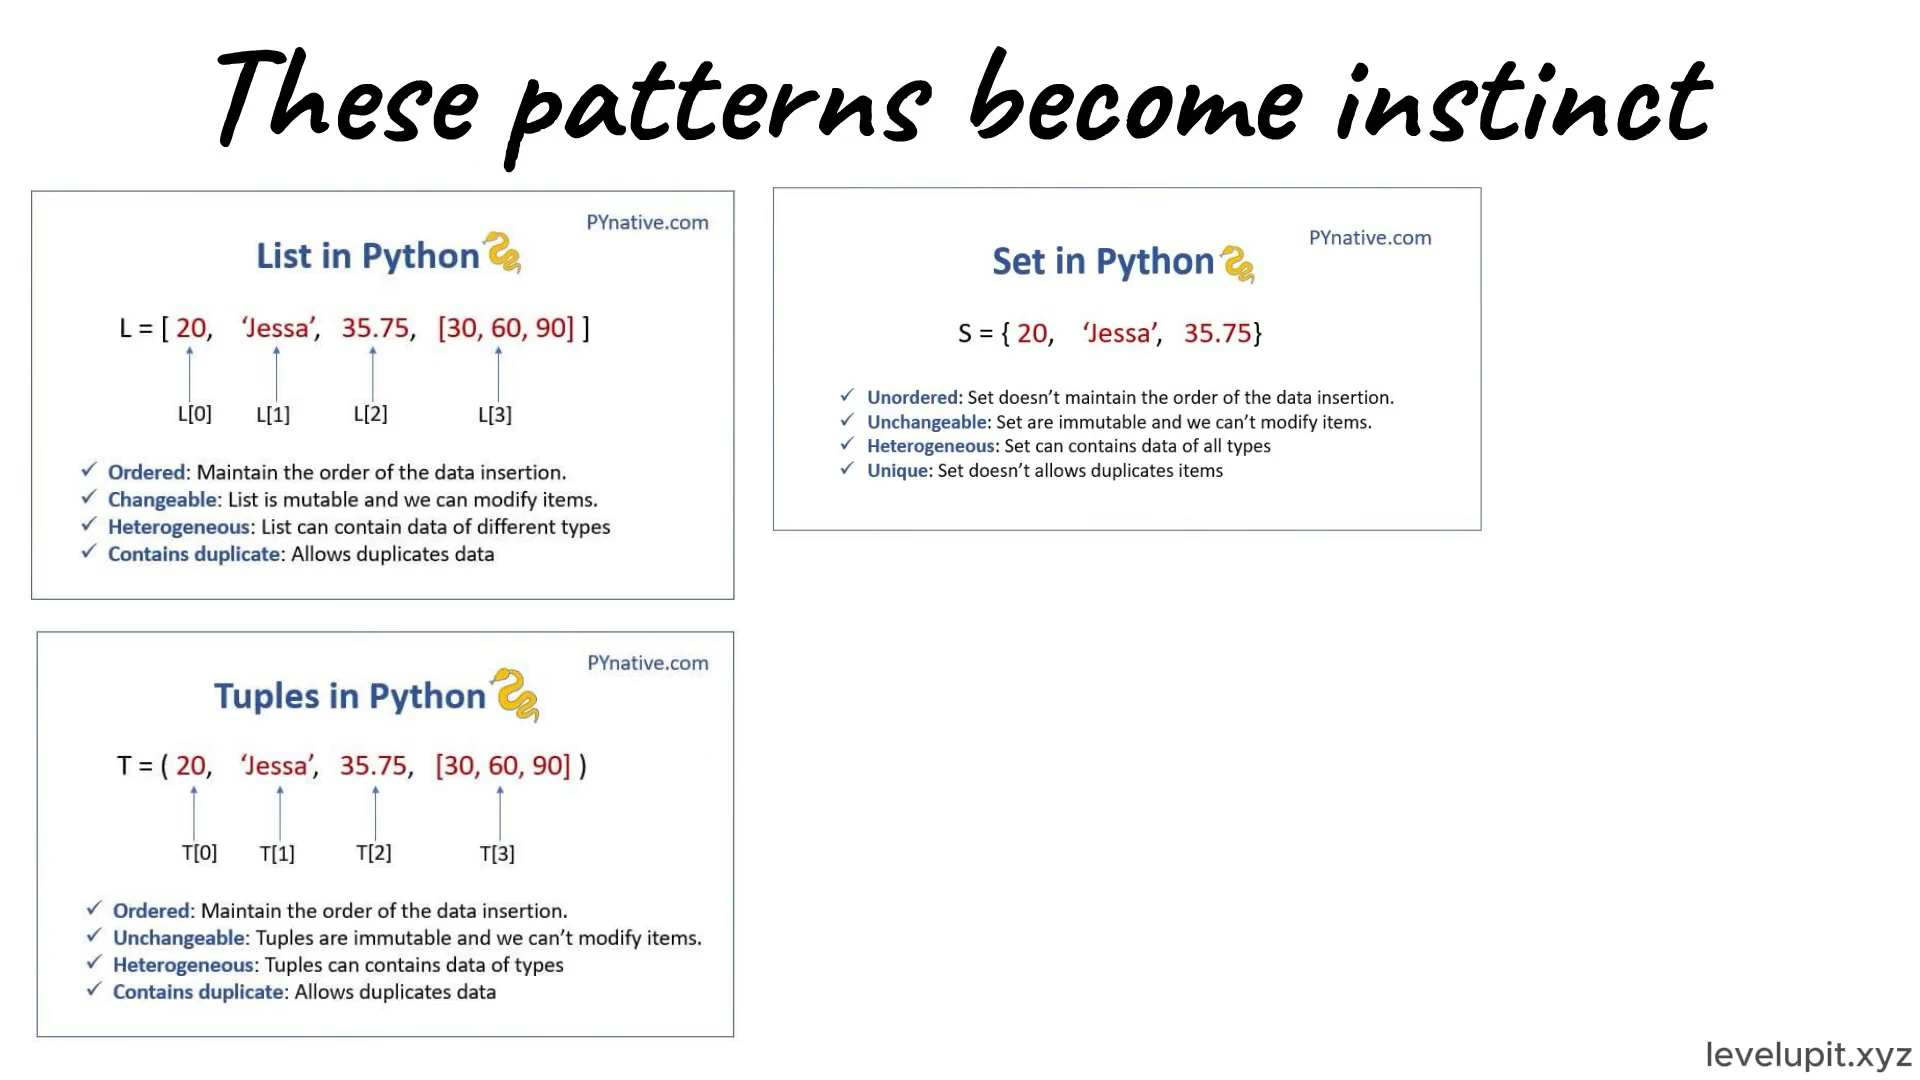 These patterns become instinct
PYnative.com
List in Python
L = [ 20, ‘Jessa’, 35.75, [30, 60, 90] ]
L[0] L[1] L[2] L[3]
✓ Ordered: Maintain the order of the data insertion.
✓ Changeable: List is mutable and we can modify items.
✓ Heterogeneous: List can contain data of different types
✓ Contains duplicate: Allows duplicates data
PYnative.com
Set in Python
S = { 20, ‘Jessa’, 35.75}
✓ Unordered: Set doesn’t maintain the order of the data insertion.
✓ Unchangeable: Set are immutable and we can’t modify items.
✓ Heterogeneous: Set can contains data of all types
✓ Unique: Set doesn’t allows duplicates items
PYnative.com
Tuples in Python
T = ( 20, ‘Jessa’, 35.75, [30, 60, 90] )
T[0] T[1] T[2] T[3]
✓ Ordered: Maintain the order of the data insertion.
✓ Unchangeable: Tuples are immutable and we can’t modify items.
✓ Heterogeneous: Tuples can contains data of types
✓ Contains duplicate: Allows duplicates data
levelupit.xyz